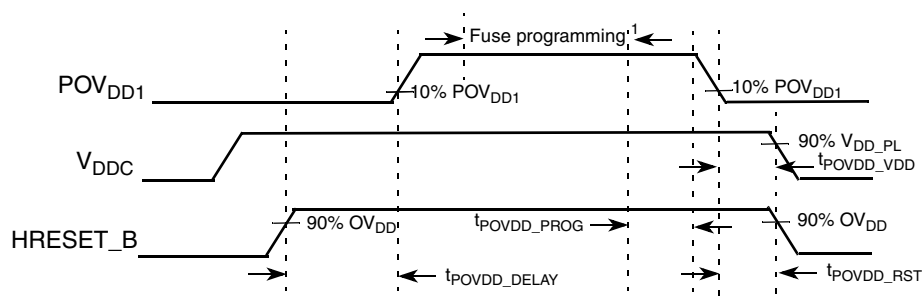 Fuse programming 1
POVDD1
10% POVDD1
10% POVDD1
VDDC
90% VDD_PL
tPOVDD_VDD
HRESET_B
90% OVDD
tPOVDD_PROG
90% OVDD
tPOVDD_DELAY
tPOVDD_RST